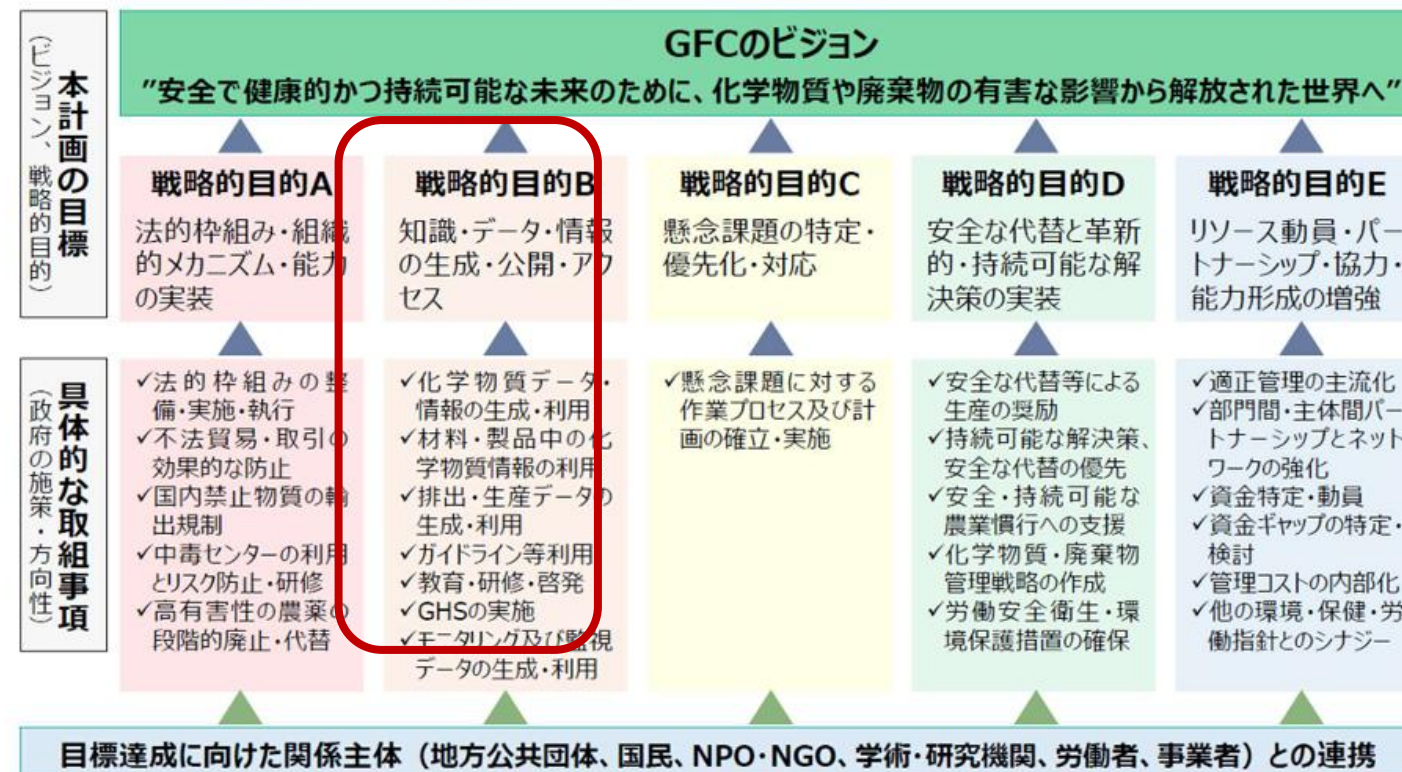 GFCのビジョン
”安全で健康的かつ持続可能な未来のために、化学物質や廃棄物の有害な影響から解放された世界へ”
本計画の目標
（ビジョン、戦略的目的）
戦略的目的A
法的枠組み・組織
的メカニズム・能力
の実装
戦略的目的B
知識・データ・情報
の生成・公開・アク
セス
戦略的目的C
懸念課題の特定・
優先化・対応
戦略的目的D
安全な代替と革新
的・持続可能な解
決策の実装
戦略的目的E
リソース動員・パー
トナーシップ・協力・
能力形成の増強
具体的な取組事項
（政府の施策・方向性）
✓法的枠組みの整
備・実施・執行
✓不法貿易・取引の
効果的な防止
✓国内禁止物質の輸
出規制
✓中毒センターの利用
とリスク防止・研修
✓高有害性の農薬の
段階的廃止・代替
✓化学物質データ・
情報の生成・利用
✓材料・製品中の化
学物質情報の利用
✓排出・生産データの
生成・利用
✓ガイドライン等利用
✓教育・研修・啓発
✓GHSの実施
✓モニタリング及び監視
データの生成・利用
✓懸念課題に対する
作業プロセス及び計
画の確立・実施
✓安全な代替等による
生産の奨励
✓持続可能な解決策、
安全な代替の優先
✓安全・持続可能な
農業慣行への支援
✓化学物質・廃棄物
管理戦略の作成
✓労働安全衛生・環
境保護措置の確保
✓適正管理の主流化
✓部門間・主体間パー
トナーシップとネット
ワークの強化
✓資金特定・動員
✓資金ギャップの特定・
検討
✓管理コストの内部化
✓他の環境・保健・労
働指針とのシナジー
目標達成に向けた関係主体（地方公共団体、国民、NPO・NGO、学術・研究機関、労働者、事業者）との連携